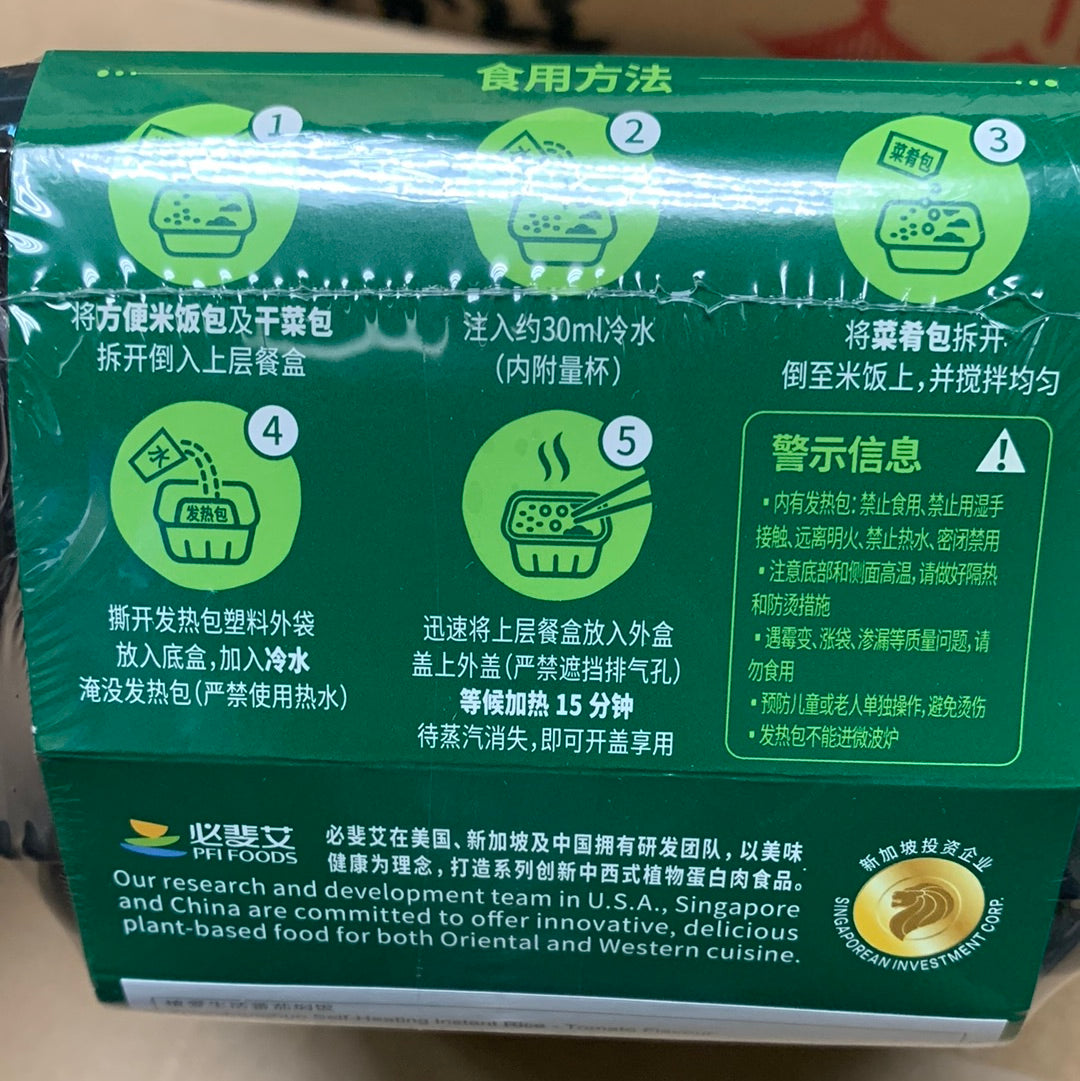 食用方法
1
2
3
菜肴包
将方便米饭包及干菜包
拆开倒入上层餐盒
注入约30ml冷水
(内附量杯)
将菜肴包拆开
倒至米饭上,并搅拌均匀
4
水
发热包
撕开发热包塑料外袋
放入底盒,加入冷水
淹没发热包(严禁使用热水)
5
迅速将上层餐盒放入外盒
盖上外盖(严禁遮挡排气孔)
等候加热 15 分钟
待蒸汽消失,即可开盖享用
警示信息
!
·内有发热包:禁止食用、禁止用湿手
接触、远离明火、禁止热水、密闭禁用
·注意底部和侧面高温,请做好隔热
和防烫措施
·遇霉变、涨袋、渗漏等质量问题,请
勿食用
·预防儿童或老人单独操作,避免烫伤
·发热包不能进微波炉
必斐艾
PFI FOODS
必斐艾在美国、新加坡及中国拥有研发团队，以美味
健康为理念，打造系列创新中西式植物蛋白肉食品。
Our research and development team in U.S.A., Singapore
and China are committed to offer innovative, delicious
plant-based food for both Oriental and Western cuisine.
新加坡投资企业
SINGAPOREAN INVESTMENT CORP.
Self-Heating Instant Rice - Tomato Flavour